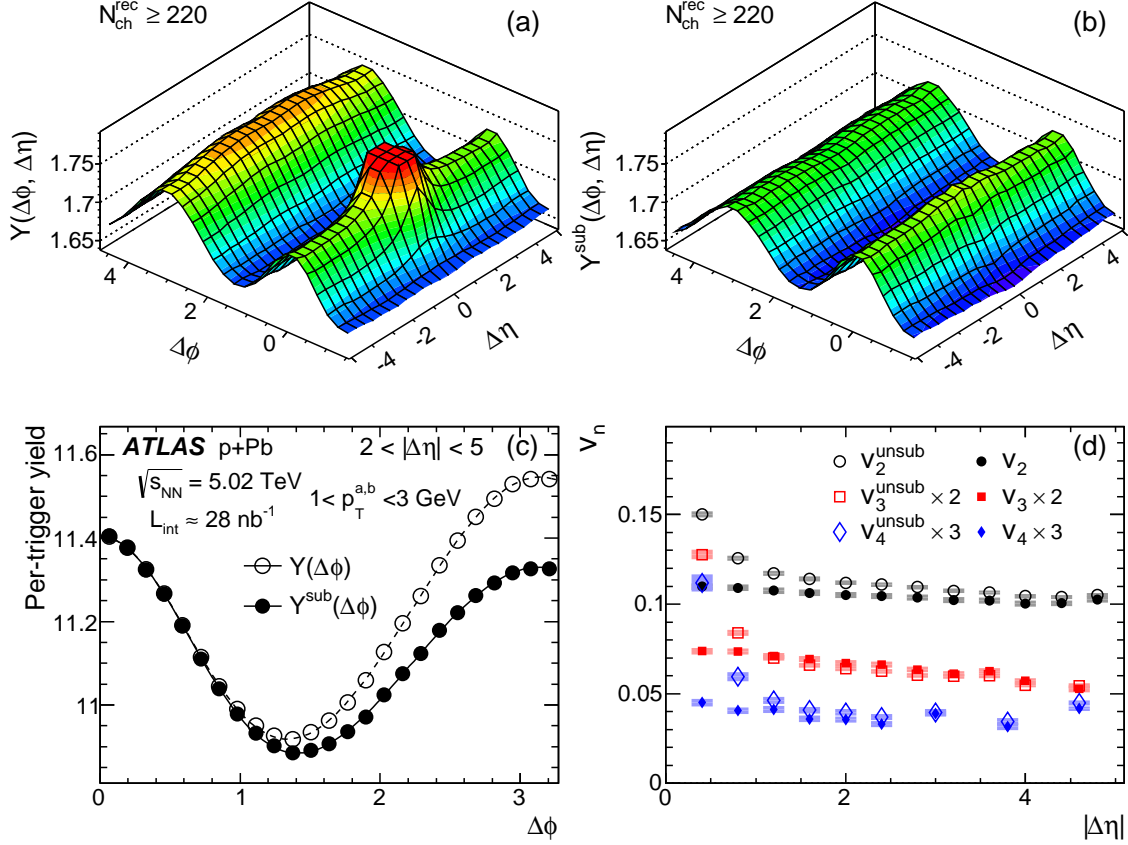 N_ch^rec ≥ 220 (a)
Y(Δϕ, Δη)
1.75
1.7
1.65
4 2 0
Δϕ
-4 -2 0 2 4
Δη
N_ch^rec ≥ 220 (b)
Y^sub(Δϕ, Δη)
1.75
1.7
1.65
4 2 0
Δϕ
-4 -2 0 2 4
Δη
Per-trigger yield
11.6
11.4
11.2
11
ATLAS p+Pb 2 < |Δη| < 5 (c)
√s_NN = 5.02 TeV
1< p_T^a,b <3 GeV
L_int ≈ 28 nb^-1
Y(Δϕ)
Y^sub(Δϕ)
0 1 2 3
Δϕ
v_n
(d)
v_2^unsub v_2
v_3^unsub × 2 v_3 × 2
v_4^unsub × 3 v_4 × 3
0.15
0.1
0.05
0
0 2 4
|Δη|